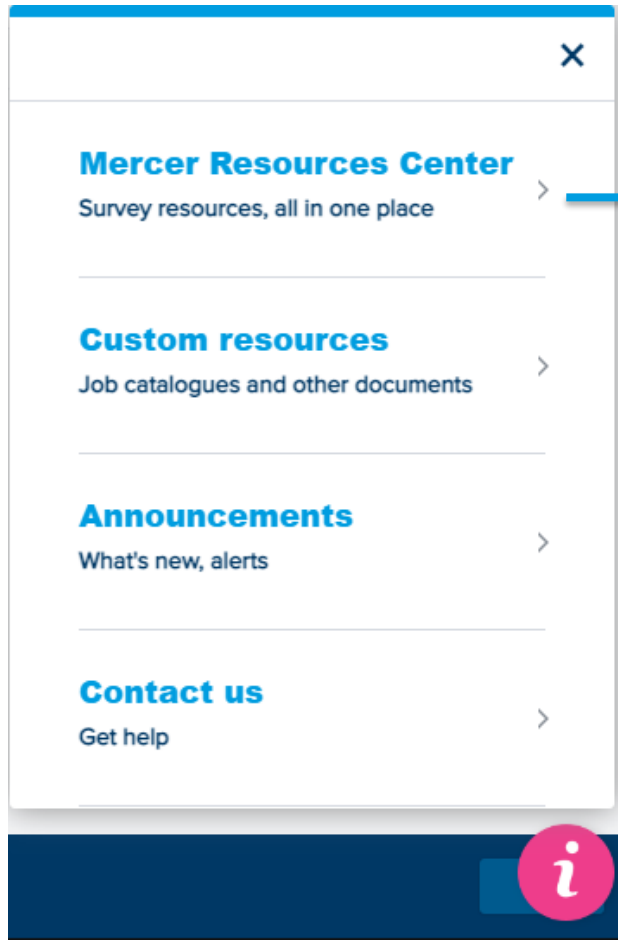 Mercer Resources Center
Survey resources, all in one place
Custom resources
Job catalogues and other documents
Announcements
What's new, alerts
Contact us
Get help
i